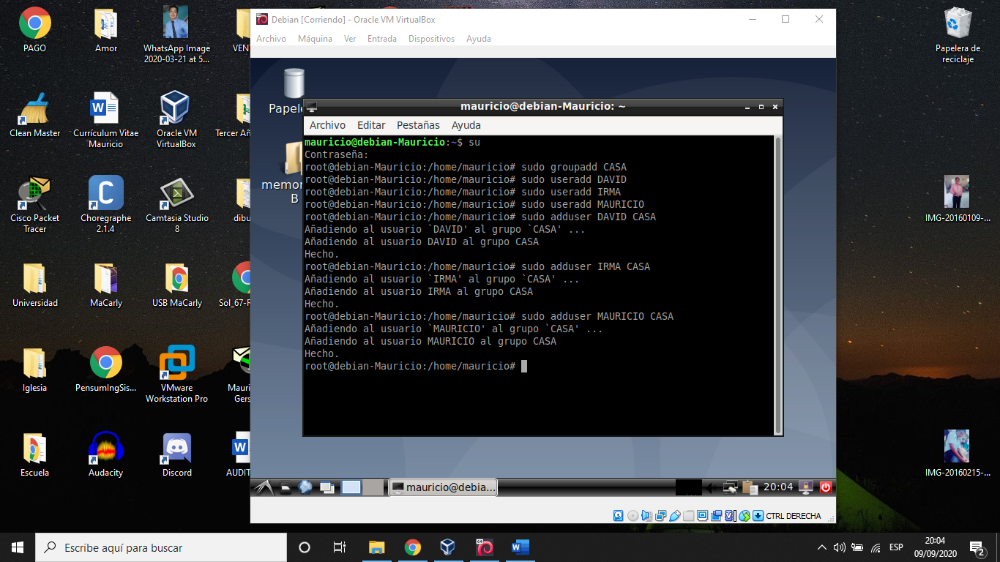 PAGO
Amor
WhatsApp Image
2020-03-21 at 5...
VEN
Clean Master
Currículum Vitae
Mauricio
Oracle VM
VirtualBox
Tercer Añ
Cisco Packet
Tracer
Choregraphe
2.1.4
Camtasia Studio
8
dibu
Universidad
MaCarly
USB MaCarly
Sol_67-R
Iglesia
PensumIngSis...
VMware
Workstation Pro
Mauri
Gers
Escuela
Audacity
Discord
AUDIT
Debian [Corriendo] - Oracle VM VirtualBox
Archivo Máquina Ver Entrada Dispositivos Ayuda
Papele
memor
B
mauricio@debian-Mauricio: ~
Archivo Editar Pestañas Ayuda
mauricio@debian-Mauricio:~$ su
Contraseña:
root@debian-Mauricio:/home/mauricio# sudo groupadd CASA
root@debian-Mauricio:/home/mauricio# sudo useradd DAVID
root@debian-Mauricio:/home/mauricio# sudo useradd IRMA
root@debian-Mauricio:/home/mauricio# sudo useradd MAURICIO
root@debian-Mauricio:/home/mauricio# sudo adduser DAVID CASA
Añadiendo al usuario `DAVID' al grupo `CASA' ...
Añadiendo al usuario DAVID al grupo CASA
Hecho.
root@debian-Mauricio:/home/mauricio# sudo adduser IRMA CASA
Añadiendo al usuario `IRMA' al grupo `CASA' ...
Añadiendo al usuario IRMA al grupo CASA
Hecho.
root@debian-Mauricio:/home/mauricio# sudo adduser MAURICIO CASA
Añadiendo al usuario `MAURICIO' al grupo `CASA' ...
Añadiendo al usuario MAURICIO al grupo CASA
Hecho.
root@debian-Mauricio:/home/mauricio#
mauricio@debia...
20:04
CTRL DERECHA
Papelera de
reciclaje
IMG-20160109-...
IMG-20160215-...
Escribe aquí para buscar
ESP
20:04
09/09/2020
2